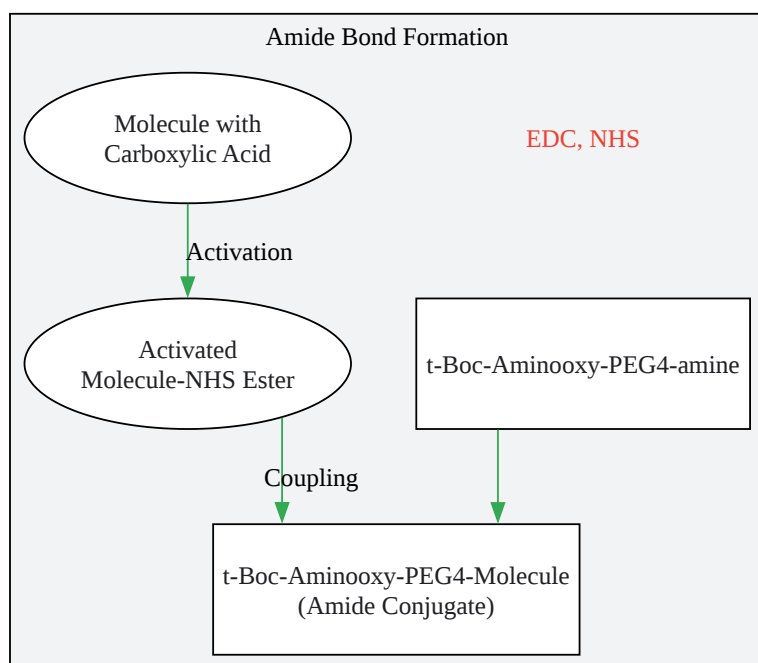 Amide Bond Formation
Molecule with
Carboxylic Acid
EDC, NHS
Activation
Activated
Molecule-NHS Ester
t-Boc-Aminooxy-PEG4-amine
Coupling
t-Boc-Aminooxy-PEG4-Molecule
(Amide Conjugate)